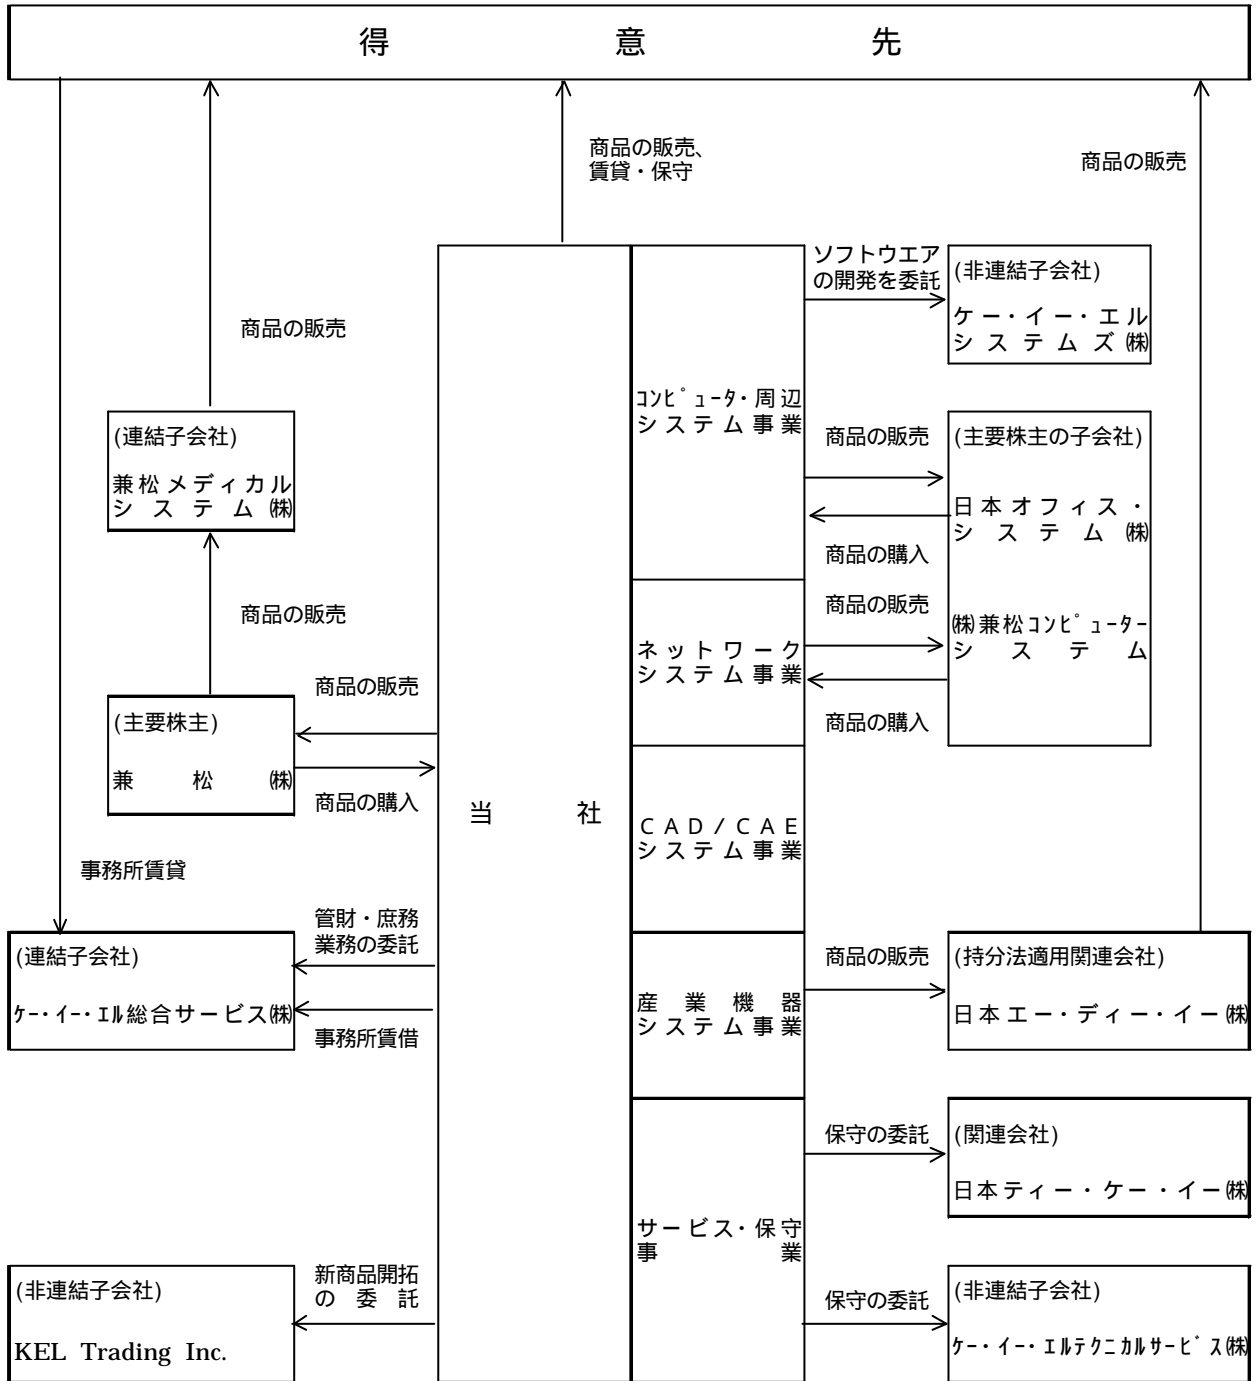 得意先
商品の販売、
賃貸・保守
商品の販売
商品の販売
(連結子会社)
兼松メディカル
システム㈱
商品の販売
(主要株主)
兼松㈱
商品の販売
商品の購入
事務所賃貸
管財・庶務
業務の委託
(連結子会社)
ケー・イー・エル総合サービス㈱
事務所賃借
新商品開拓
の委託
(非連結子会社)
KEL Trading Inc.
当社
コンピュータ・周辺
システム事業
ネットワーク
システム事業
CAD/CAE
システム事業
産業機器
システム事業
サービス・保守
事業
ソフトウエア
の開発を委託
(非連結子会社)
ケー・イー・エル
システムズ㈱
商品の販売
(主要株主の子会社)
日本オフィス・
システム㈱
商品の購入
商品の販売
㈱兼松コンピューター
システム
商品の購入
商品の販売
(持分法適用関連会社)
日本エー・ディー・イー㈱
保守の委託
(関連会社)
日本ティー・ケー・イー㈱
保守の委託
(非連結子会社)
ケー・イー・エルテクニカルサービス㈱